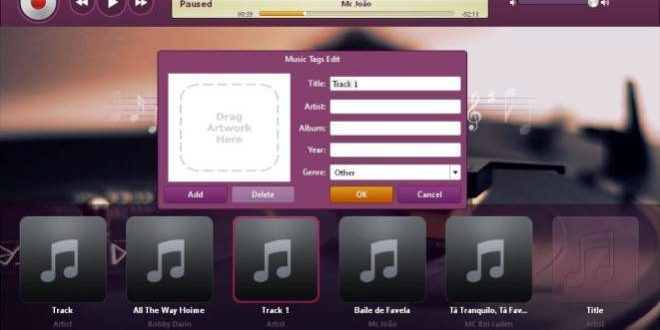 Paused
Mc João
00:39
-02:13
Music Tags Edit
Drag
Artwork
Here
Title: Track 1
Artist:
Album:
Year:
Genre: Other
Add Delete OK Cancel
Track All The Way Hoime Track 1 Baile de Favela Tá Tranquilo, Tá Fav... Title
Artist Bobby Darin Artist Mc João MC Bin Laden Artist